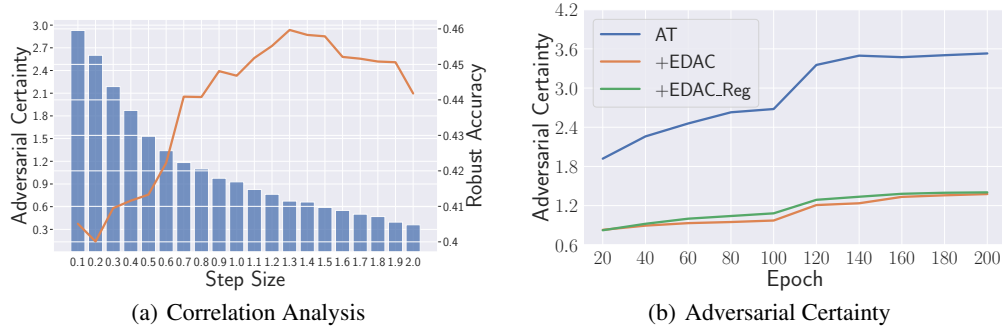 3.0
2.7
2.4
2.1
1.8
1.5
1.2
0.9
0.6
0.3
Adversarial Certainty
0.46
0.45
0.44
0.43
0.42
0.41
0.4
Robust Accuracy
0.1 0.2 0.3 0.4 0.5 0.6 0.7 0.8 0.9 1.0 1.1 1.2 1.3 1.4 1.5 1.6 1.7 1.8 1.9 2.0
Step Size
(a) Correlation Analysis
4.2
3.6
3.0
2.4
1.8
1.2
0.6
Adversarial Certainty
AT
+EDAC
+EDAC_Reg
20 40 60 80 100 120 140 160 180 200
Epoch
(b) Adversarial Certainty